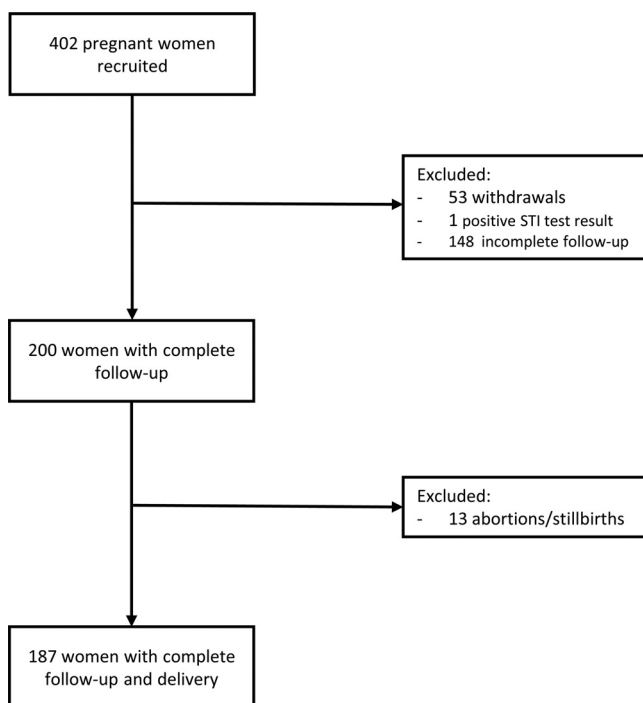 402 pregnant women
recruited
Excluded:
- 53 withdrawals
- 1 positive STI test result
- 148 incomplete follow-up
200 women with complete
follow-up
Excluded:
- 13 abortions/stillbirths
187 women with complete
follow-up and delivery